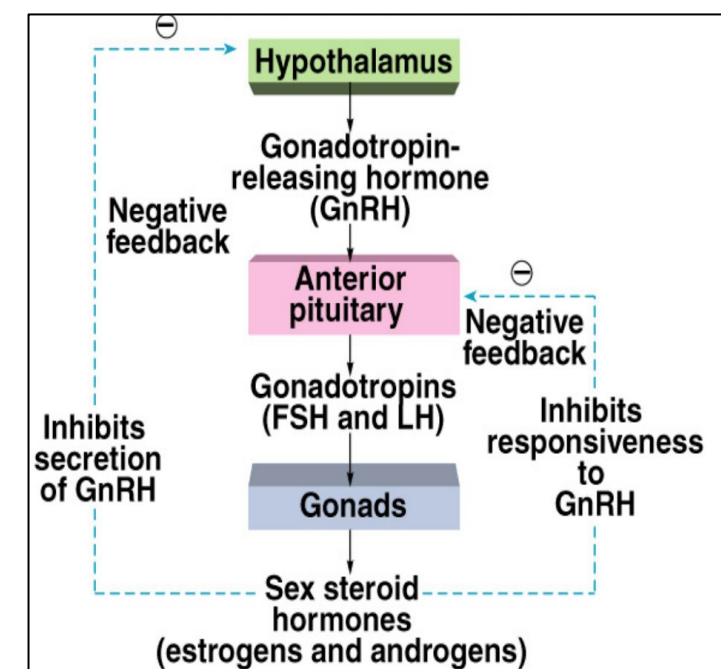 ⊖
Hypothalamus
Gonadotropin-
releasing hormone
(GnRH)
Negative
feedback
Anterior
pituitary
⊖
Negative
feedback
Gonadotropins
(FSH and LH)
Inhibits
secretion
of GnRH
Inhibits
responsiveness
to
GnRH
Gonads
Sex steroid
hormones
(estrogens and androgens)